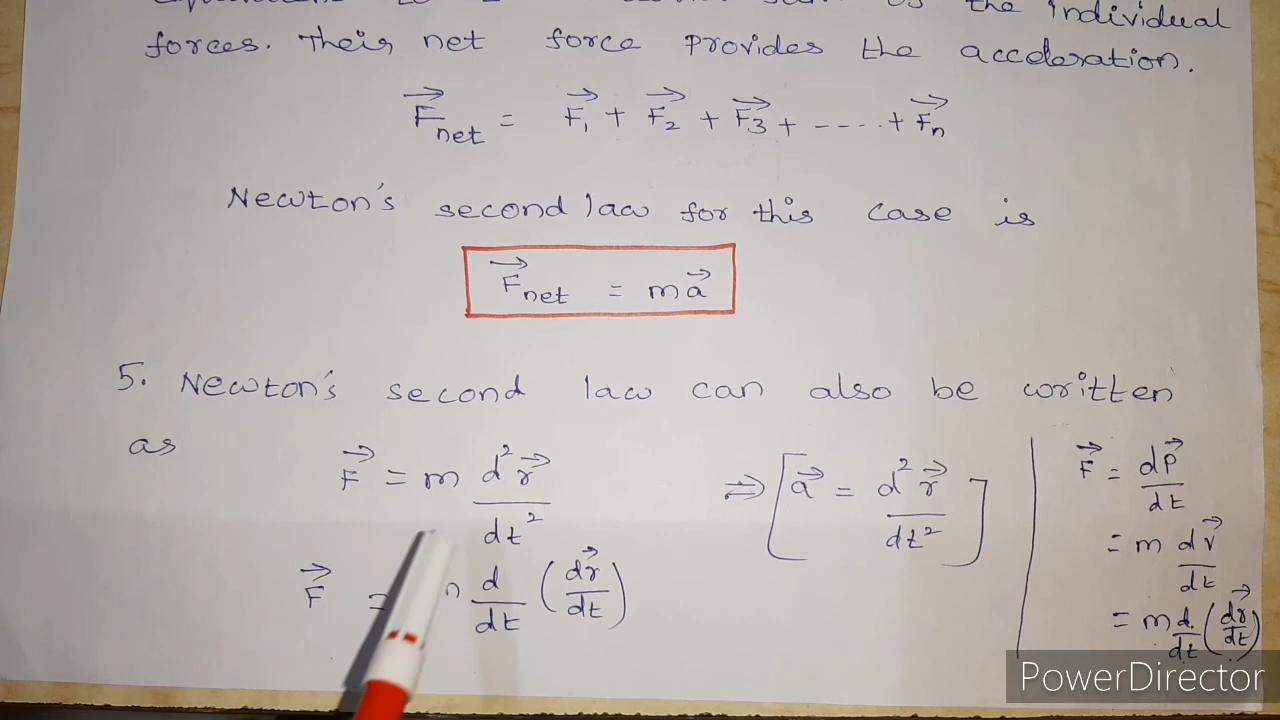 the individual
forces. Their net force provides the acceleration.
F⃗net = F⃗1 + F⃗2 + F⃗3 + ----- + F⃗n
Newton's second law for this case is
F⃗net = ma⃗
5. Newton's second law can also be written
as
F⃗ = m d²r⃗/dt² ⇒ [a⃗ = d²r⃗/dt²]
F⃗ = d/dt (dr⃗/dt)
F⃗ = dP⃗/dt
= m dv⃗/dt
= m d/dt (dr⃗/dt)
PowerDirector